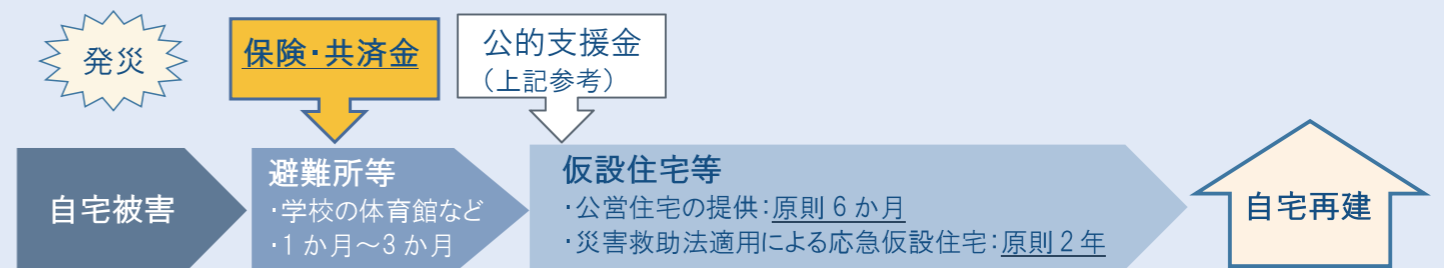 発災
保険・共済金
公的支援金
（上記参考）
自宅被害
避難所等
・学校の体育館など
・1か月～3か月
仮設住宅等
・公営住宅の提供：原則6か月
・災害救助法適用による応急仮設住宅：原則2年
自宅再建